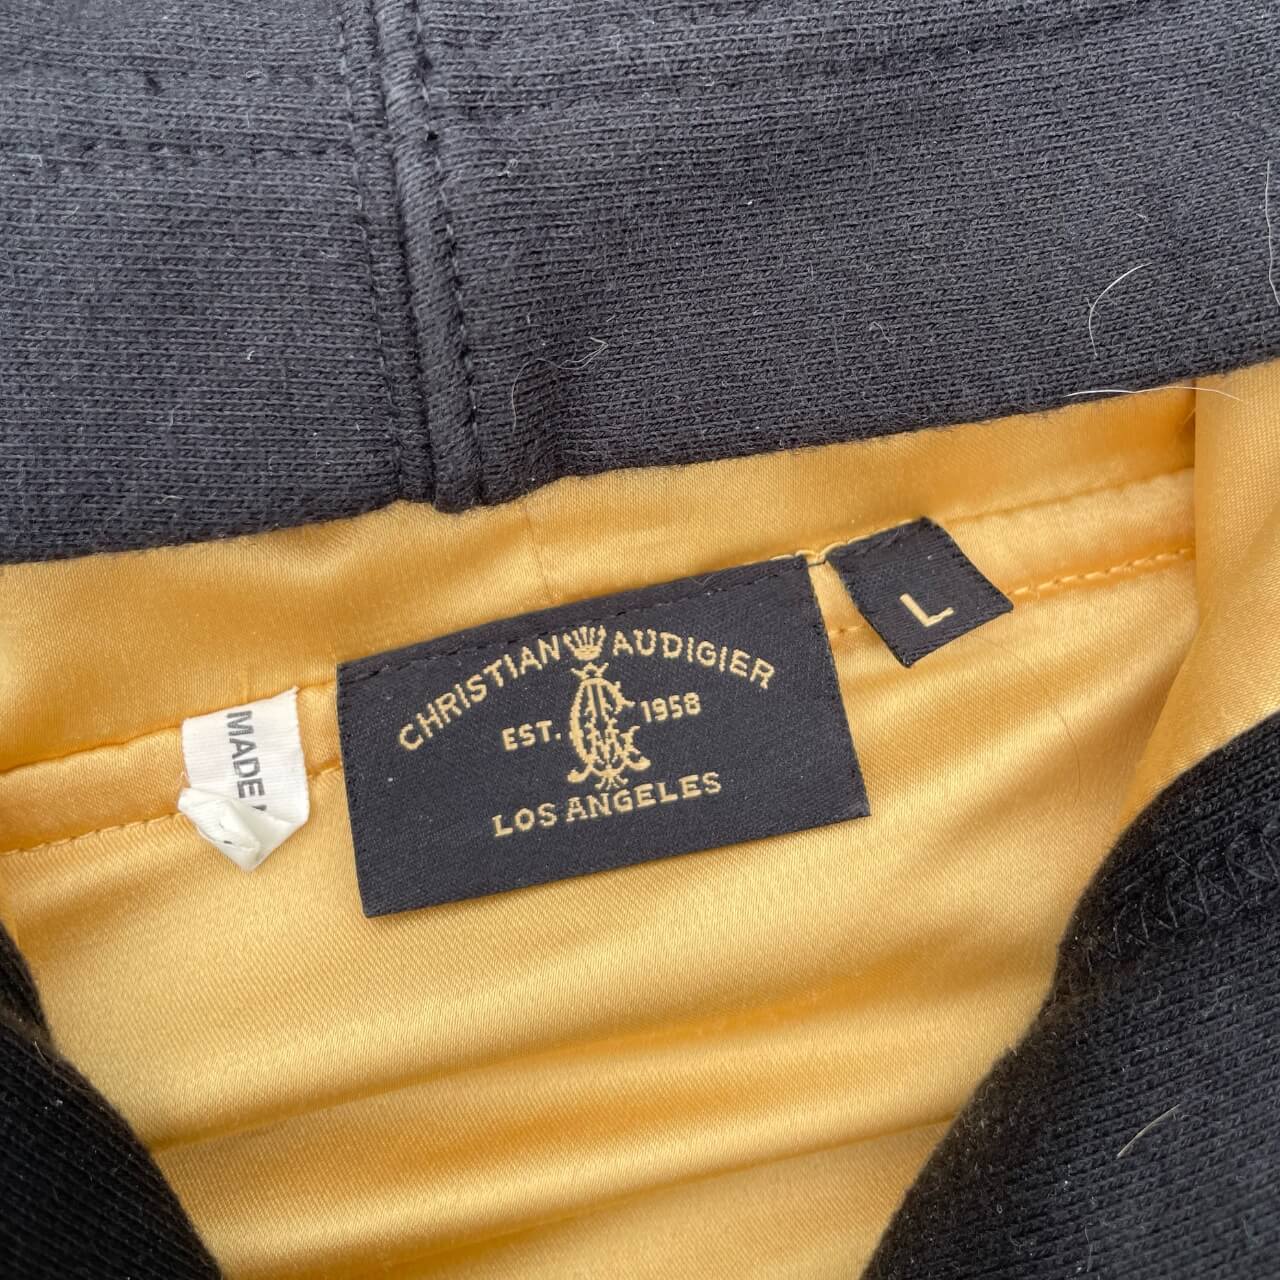 CHRISTIAN AUDIGIER
EST. 1958
LOS ANGELES
L
MADE